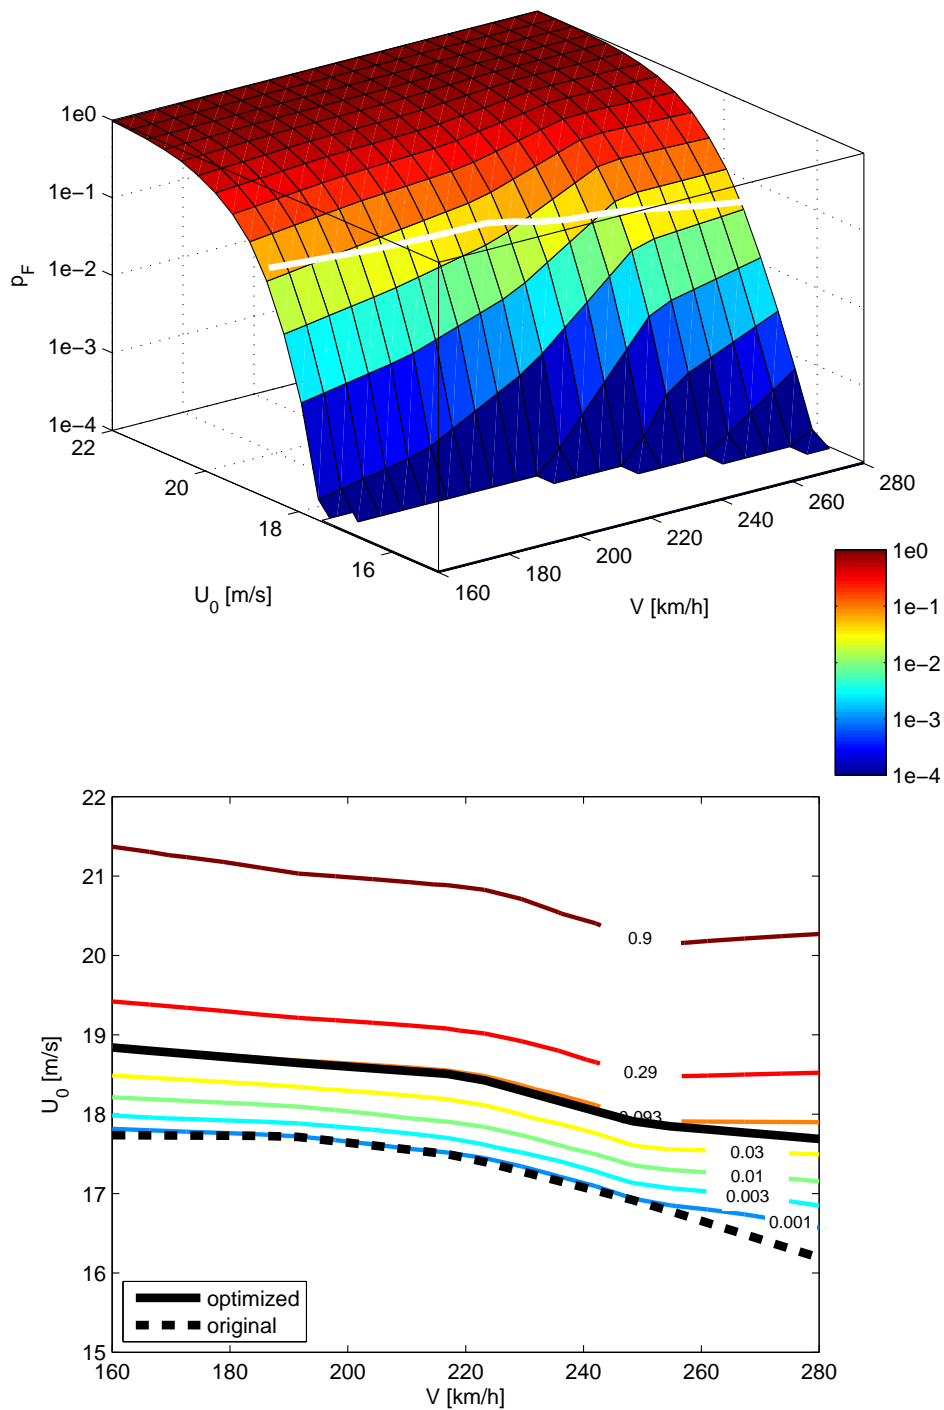 1e0
1e−1
1e−2
1e−3
1e−4
p_F
22
20
18
16
U_0 [m/s]
160
180
200
220
240
260
280
V [km/h]
1e0
1e−1
1e−2
1e−3
1e−4
22
21
20
19
18
17
16
15
U_0 [m/s]
0.9
0.29
0.093
0.03
0.01
0.003
0.001
optimized
original
160 180 200 220 240 260 280
V [km/h]